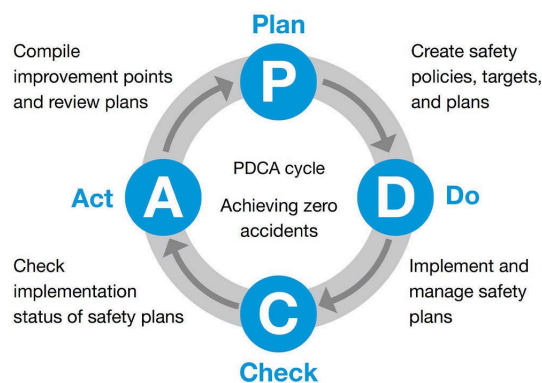 Plan
P
Compile
improvement points
and review plans
Create safety
policies, targets,
and plans
Act
A
PDCA cycle
Achieving zero
accidents
D
Do
Check
implementation
status of safety plans
Implement and
manage safety
plans
C
Check